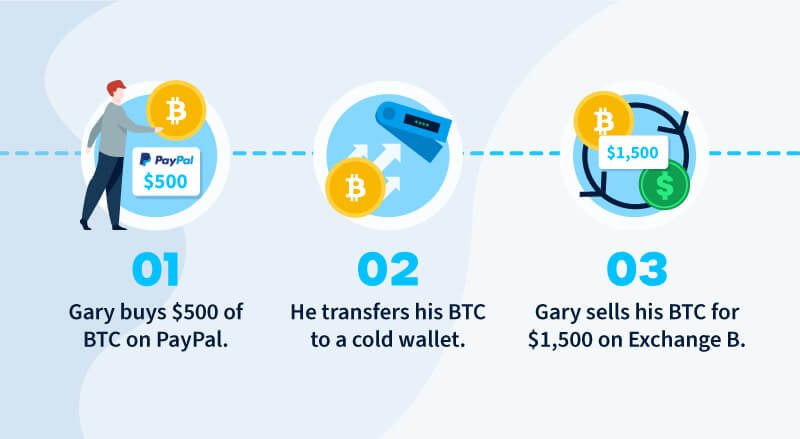 PayPal
$500
$1,500
01
Gary buys $500 of
BTC on PayPal.
02
He transfers his BTC
to a cold wallet.
03
Gary sells his BTC for
$1,500 on Exchange B.